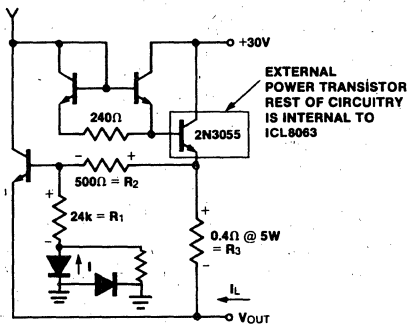 +30V
EXTERNAL
POWER TRANSISTOR
REST OF CIRCUITRY
IS INTERNAL TO
ICL8063
240Ω
2N3055
- +
500Ω = R2
+
24k = R1
-
I
+
0.4Ω @ 5W
= R3
-
IL
VOUT